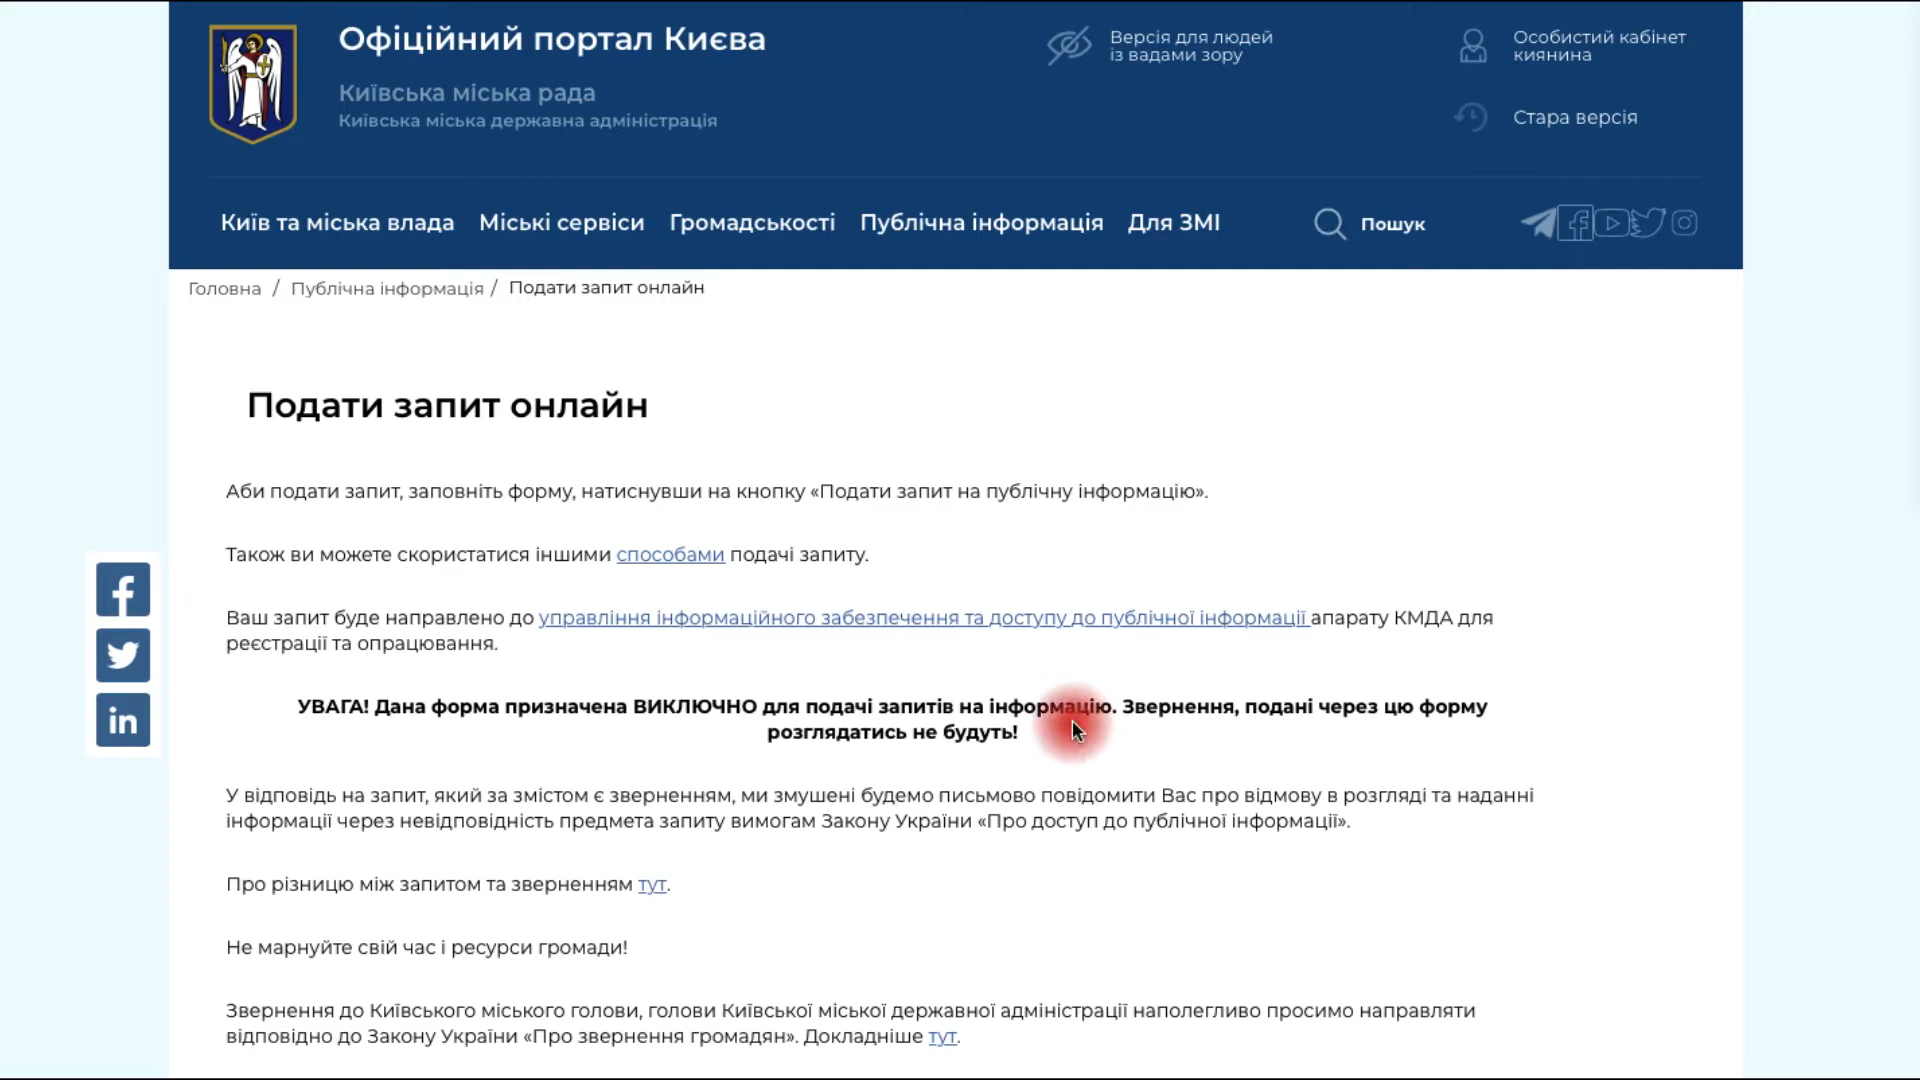 Офіційний портал Києва
Київська міська рада
Київська міська державна адміністрація
Версія для людей
із вадами зору
Особистий кабінет
киянина
Стара версія
Київ та міська влада Міські сервіси Громадськості Публічна інформація Для ЗМІ Пошук
Головна / Публічна інформація / Подати запит онлайн
Подати запит онлайн
Аби подати запит, заповніть форму, натиснувши на кнопку «Подати запит на публічну інформацію».
Також ви можете скористатися іншими способами подачі запиту.
Ваш запит буде направлено до управління інформаційного забезпечення та доступу до публічної інформації апарату КМДА для
реєстрації та опрацювання.
УВАГА! Дана форма призначена ВИКЛЮЧНО для подачі запитів на інформацію. Звернення, подані через цю форму
розглядатись не будуть!
У відповідь на запит, який за змістом є зверненням, ми змушені будемо письмово повідомити Вас про відмову в розгляді та наданні
інформації через невідповідність предмета запиту вимогам Закону України «Про доступ до публічної інформації».
Про різницю між запитом та зверненням тут.
Не марнуйте свій час і ресурси громади!
Звернення до Київського міського голови, голови Київської міської державної адміністрації наполегливо просимо направляти
відповідно до Закону України «Про звернення громадян». Докладніше тут.